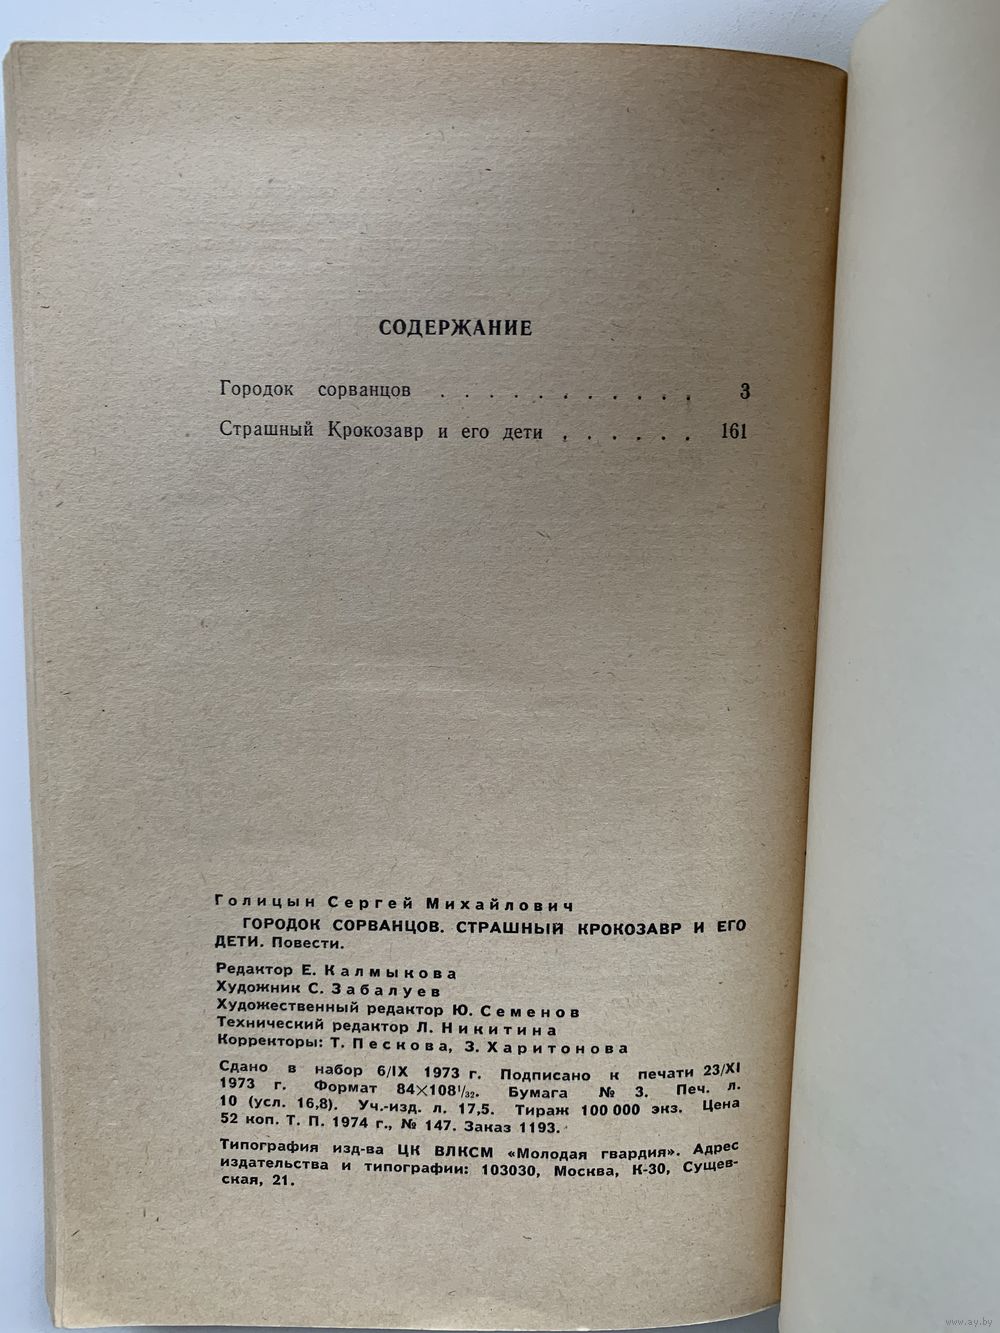 СОДЕРЖАНИЕ
Городок сорванцов . . . . . . . . . . . 3
Страшный Крокозавр и его дети . . . . . . 161
Голицын Сергей Михайлович
ГОРОДОК СОРВАНЦОВ. СТРАШНЫЙ КРОКОЗАВР И ЕГО
ДЕТИ. Повести.
Редактор Е. Калмыкова
Художник С. Забалуев
Художественный редактор Ю. Семенов
Технический редактор Л. Никитина
Корректоры: Т. Пескова, З. Харитонова
Сдано в набор 6/IX 1973 г. Подписано к печати 23/XI
1973 г. Формат 84×108¹/₃₂. Бумага № 3. Печ. л.
10 (усл. 16,8). Уч.-изд. л. 17,5. Тираж 100 000 экз. Цена
52 коп. Т. П. 1974 г., № 147. Заказ 1193.
Типография изд-ва ЦК ВЛКСМ «Молодая гвардия». Адрес
издательства и типографии: 103030, Москва, К-30, Сущев-
ская, 21.
www.ay.by